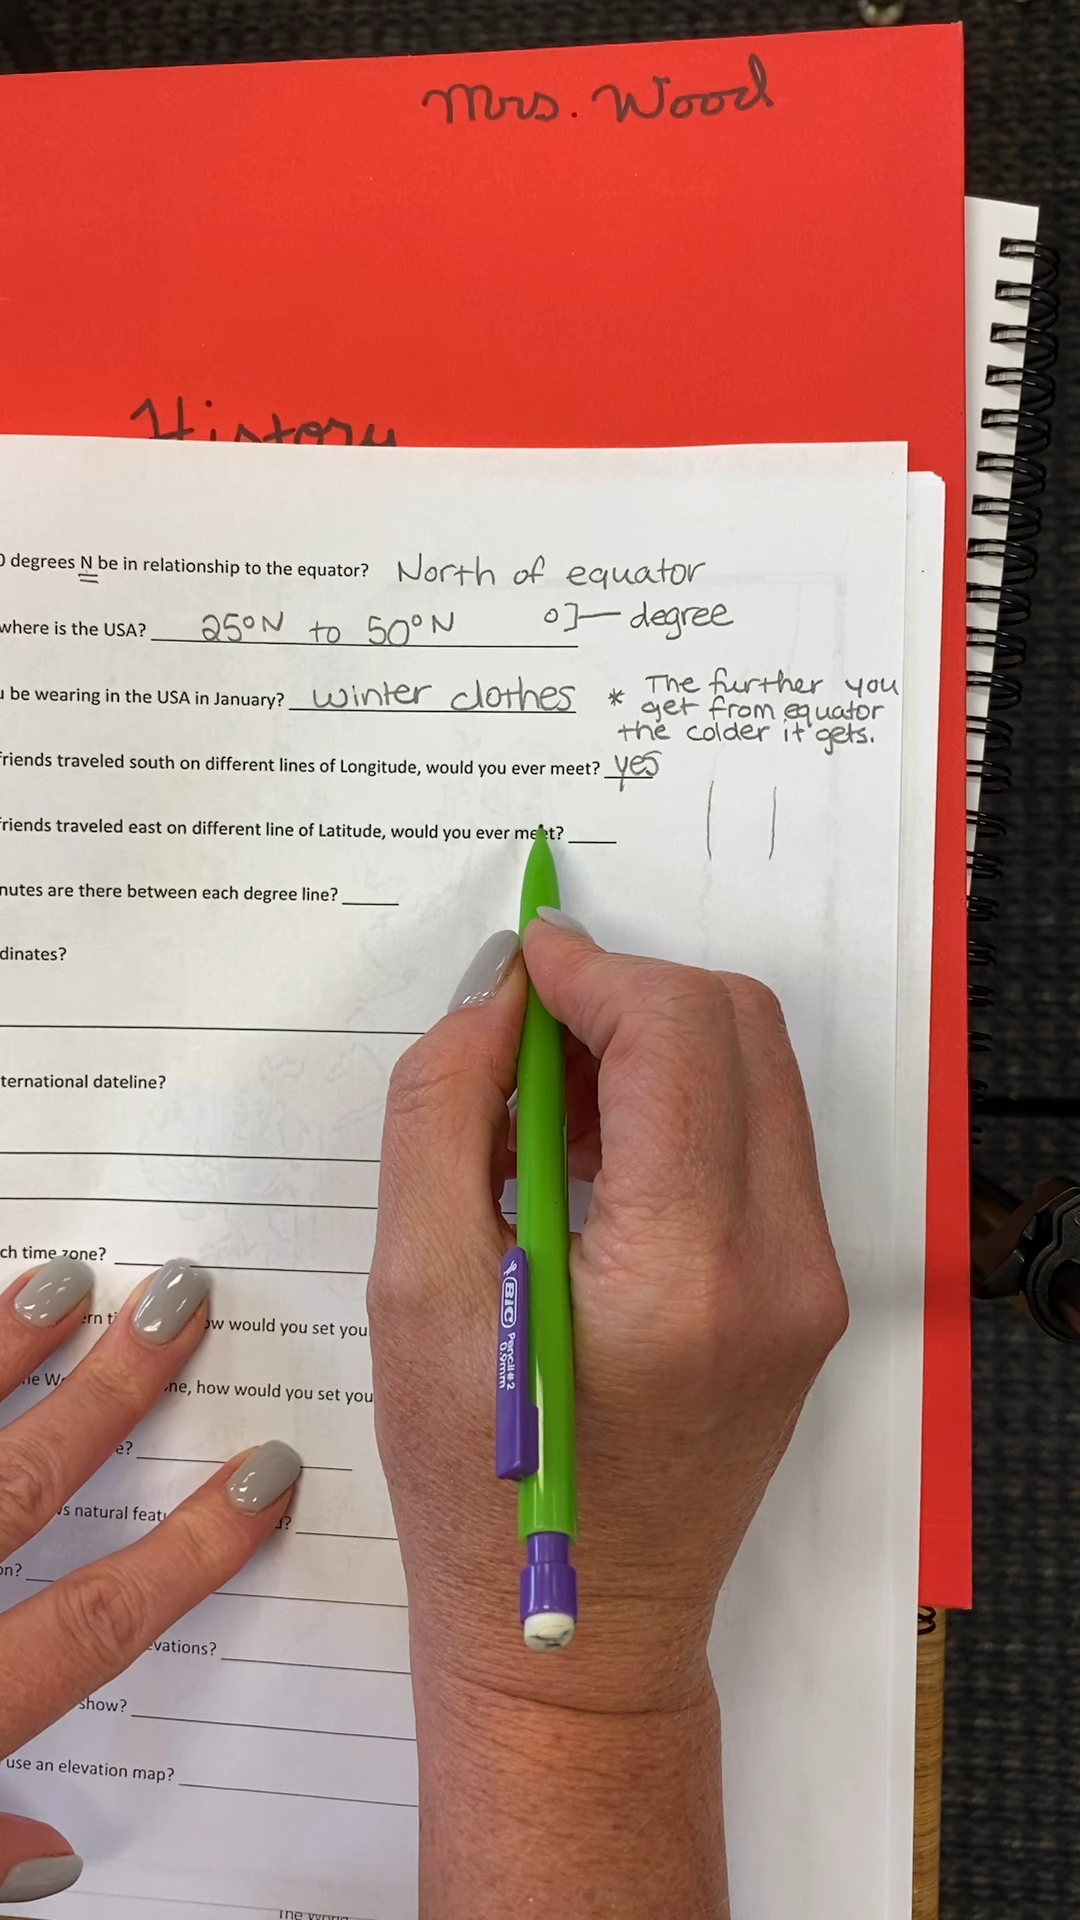 Mrs. Wood
History
degrees N be in relationship to the equator? North of equator
where is the USA? 25°N to 50°N o]— degree
be wearing in the USA in January? winter clothes * The further you
get from equator
the colder it gets.
riends traveled south on different lines of Longitude, would you ever meet? yes
riends traveled east on different line of Latitude, would you ever meet?
nutes are there between each degree line?
dinates?
ternational dateline?
ch time zone?
ow would you set you
ne, how would you set you
e?
s natural feat
on?
vations?
show?
use an elevation map?
BIC Pencil #2
0.9mm